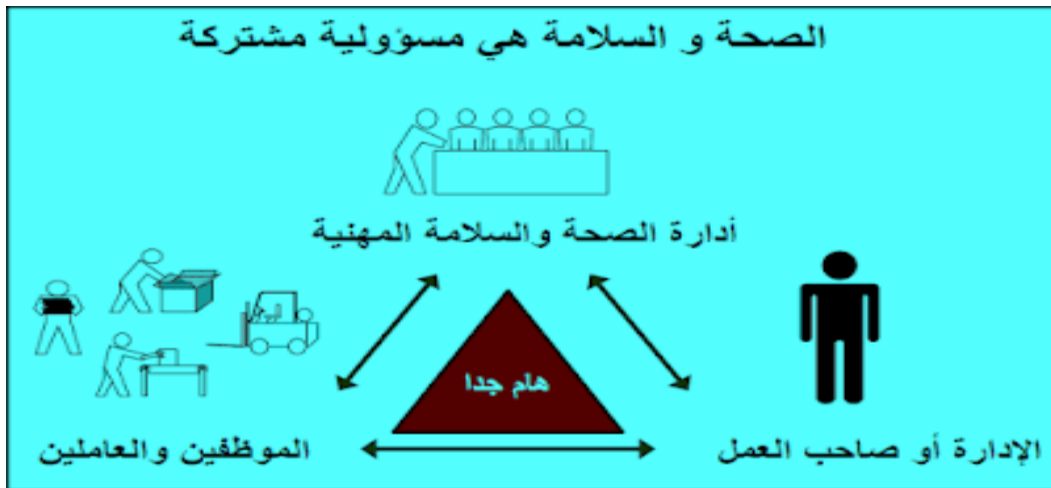 الصحة و السلامة هي مسؤولية مشتركة
أدارة الصحة والسلامة المهنية
هام جدا
الإدارة أو صاحب العمل
الموظفين والعاملين